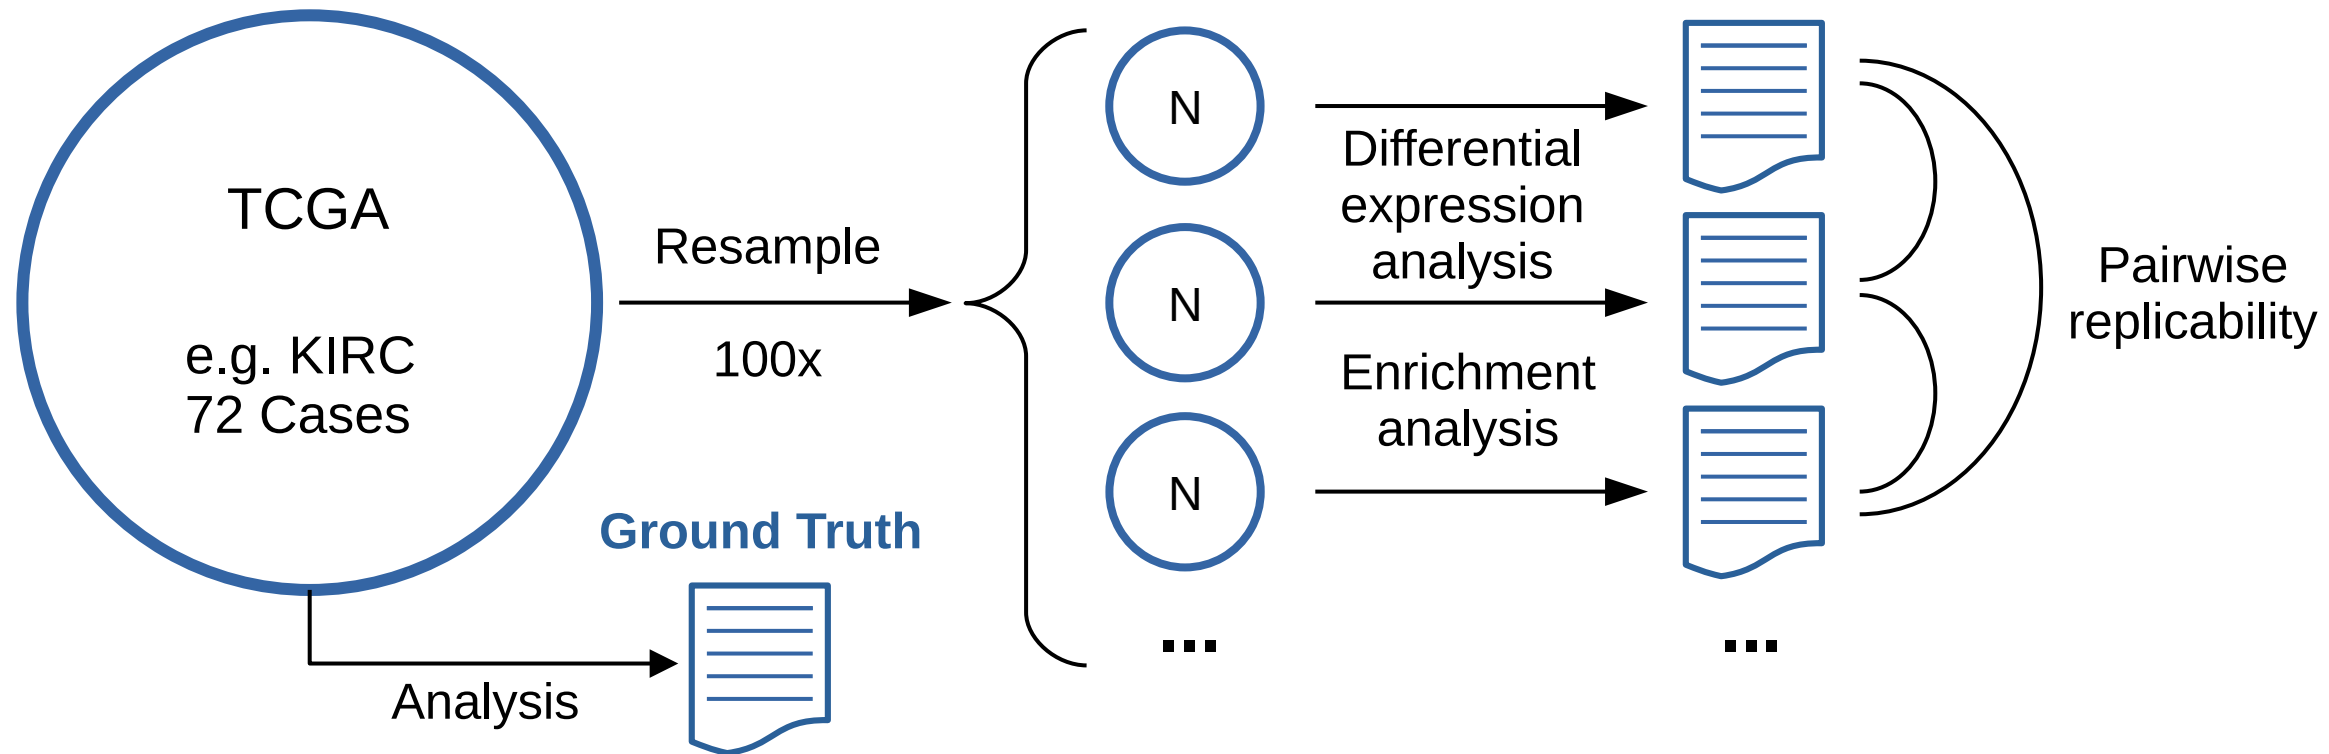 TCGA
e.g. KIRC
72 Cases
Resample
100x
Ground Truth
Analysis
N
N
N
...
Differential
expression
analysis
Enrichment
analysis
...
Pairwise
replicability